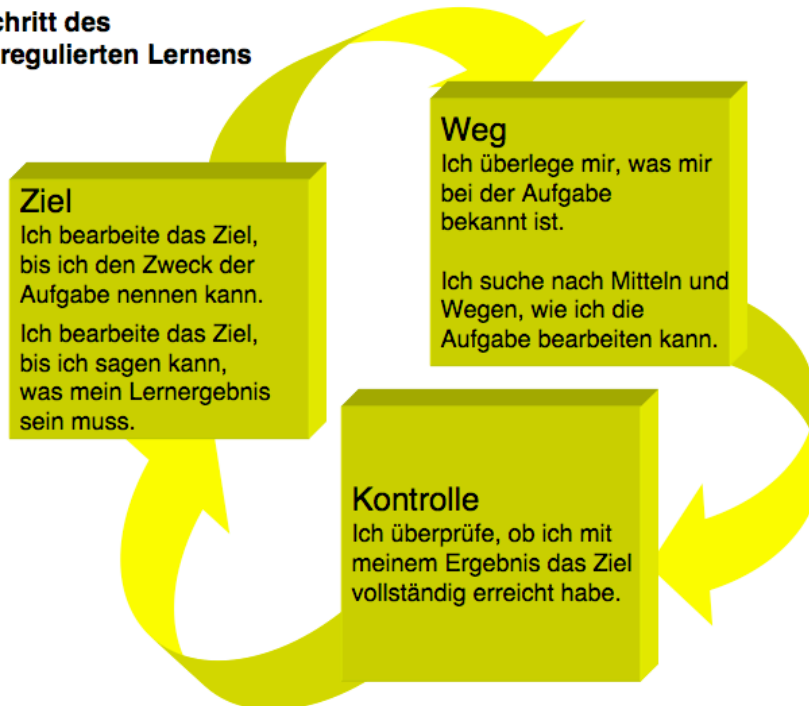 chritt des
regulierten Lernens
Ziel
Ich bearbeite das Ziel,
bis ich den Zweck der
Aufgabe nennen kann.
Ich bearbeite das Ziel,
bis ich sagen kann,
was mein Lernergebnis
sein muss.
Weg
Ich überlege mir, was mir
bei der Aufgabe
bekannt ist.
Ich suche nach Mitteln und
Wegen, wie ich die
Aufgabe bearbeiten kann.
Kontrolle
Ich überprüfe, ob ich mit
meinem Ergebnis das Ziel
vollständig erreicht habe.